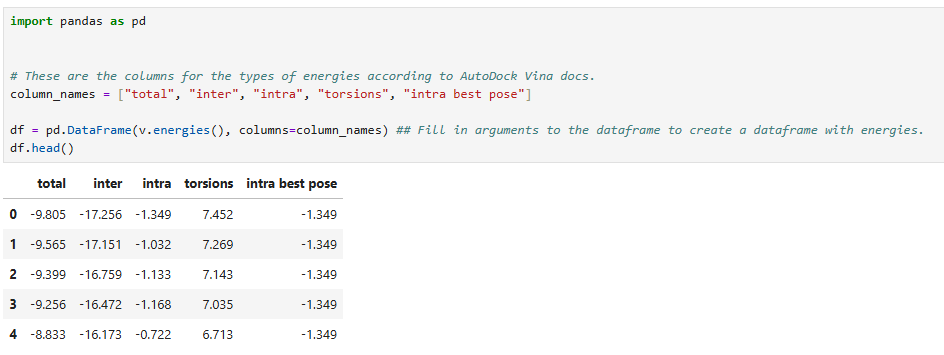 import pandas as pd
# These are the columns for the types of energies according to AutoDock Vina docs.
column_names = ["total", "inter", "intra", "torsions", "intra best pose"]
df = pd.DataFrame(v.energies(), columns=column_names) ## Fill in arguments to the dataframe to create a dataframe with energies.
df.head()
total inter intra torsions intra best pose
0 -9.805 -17.256 -1.349 7.452 -1.349
1 -9.565 -17.151 -1.032 7.269 -1.349
2 -9.399 -16.759 -1.133 7.143 -1.349
3 -9.256 -16.472 -1.168 7.035 -1.349
4 -8.833 -16.173 -0.722 6.713 -1.349